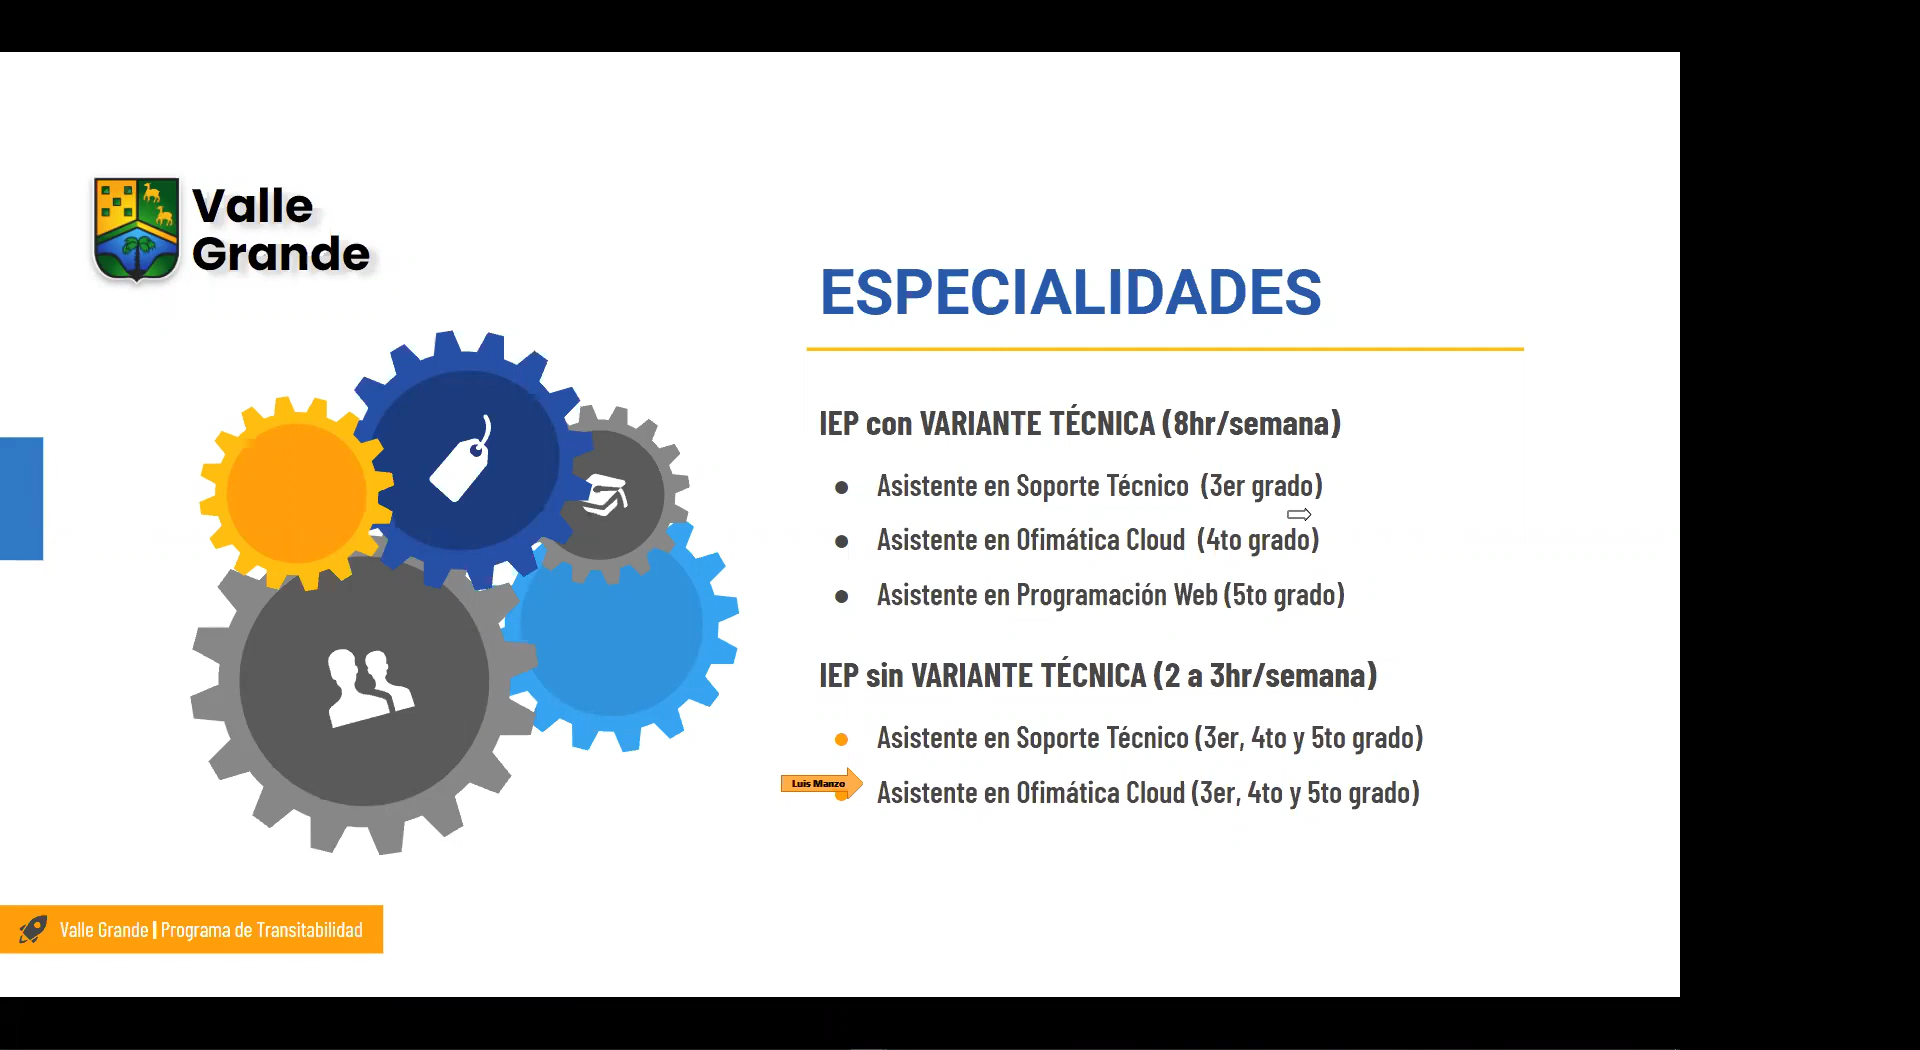 Valle
Grande
ESPECIALIDADES
IEP con VARIANTE TÉCNICA (8hr/semana)
● Asistente en Soporte Técnico (3er grado)
● Asistente en Ofimática Cloud (4to grado)
● Asistente en Programación Web (5to grado)
IEP sin VARIANTE TÉCNICA (2 a 3hr/semana)
● Asistente en Soporte Técnico (3er, 4to y 5to grado)
Luis Manzo
● Asistente en Ofimática Cloud (3er, 4to y 5to grado)
Valle Grande | Programa de Transitabilidad